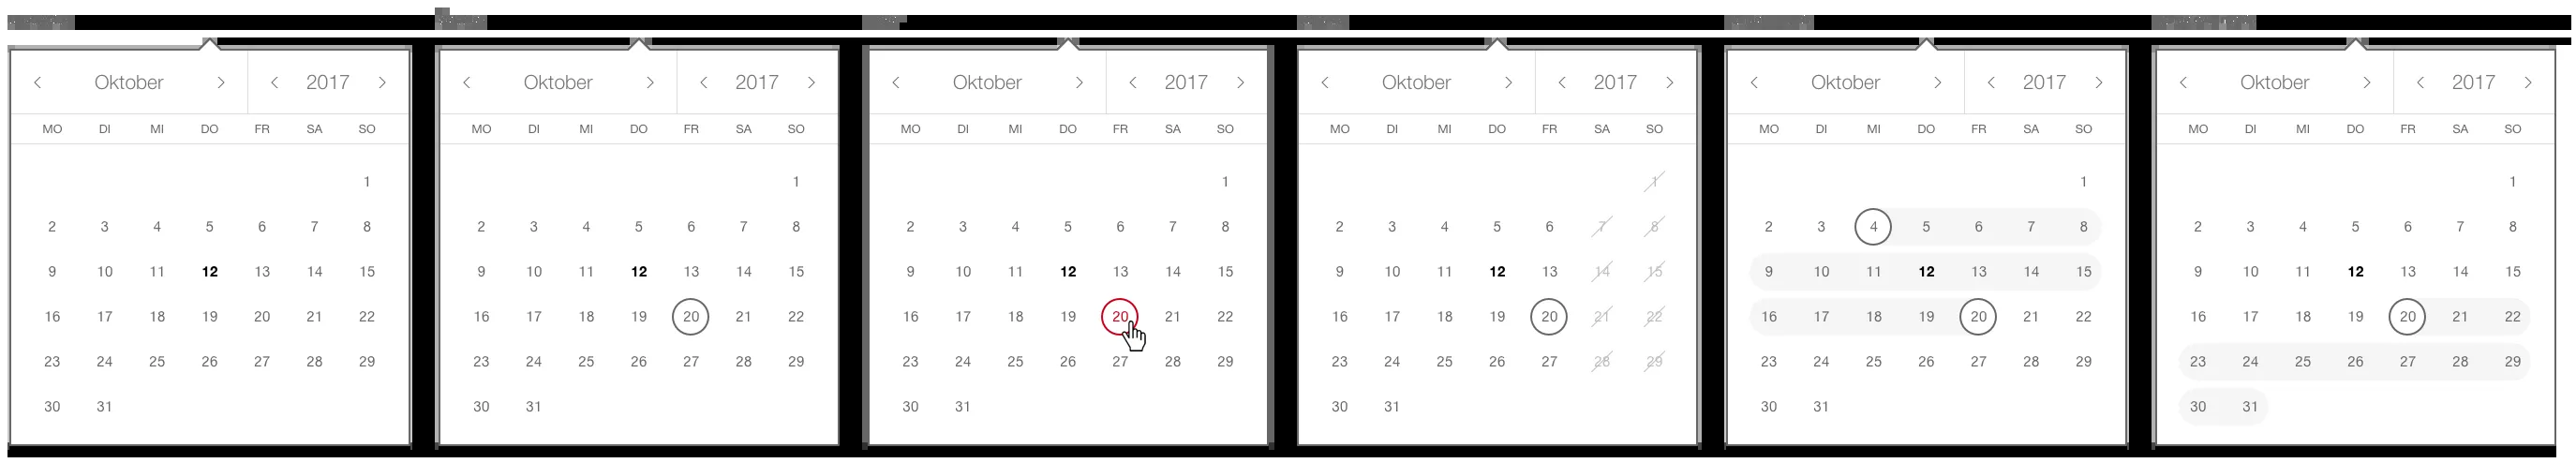 Oktober 2017
MO DI MI DO FR SA SO
1
2 3 4 5 6 7 8
9 10 11 12 13 14 15
16 17 18 19 20 21 22
23 24 25 26 27 28 29
30 31
Oktober 2017
MO DI MI DO FR SA SO
1
2 3 4 5 6 7 8
9 10 11 12 13 14 15
16 17 18 19 20 21 22
23 24 25 26 27 28 29
30 31
Oktober 2017
MO DI MI DO FR SA SO
1
2 3 4 5 6 7 8
9 10 11 12 13 14 15
16 17 18 19 20 21 22
23 24 25 26 27 28 29
30 31
Oktober 2017
MO DI MI DO FR SA SO
1
2 3 4 5 6 7 8
9 10 11 12 13 14 15
16 17 18 19 20 21 22
23 24 25 26 27 28 29
30 31
Oktober 2017
MO DI MI DO FR SA SO
1
2 3 4 5 6 7 8
9 10 11 12 13 14 15
16 17 18 19 20 21 22
23 24 25 26 27 28 29
30 31
Oktober 2017
MO DI MI DO FR SA SO
1
2 3 4 5 6 7 8
9 10 11 12 13 14 15
16 17 18 19 20 21 22
23 24 25 26 27 28 29
30 31